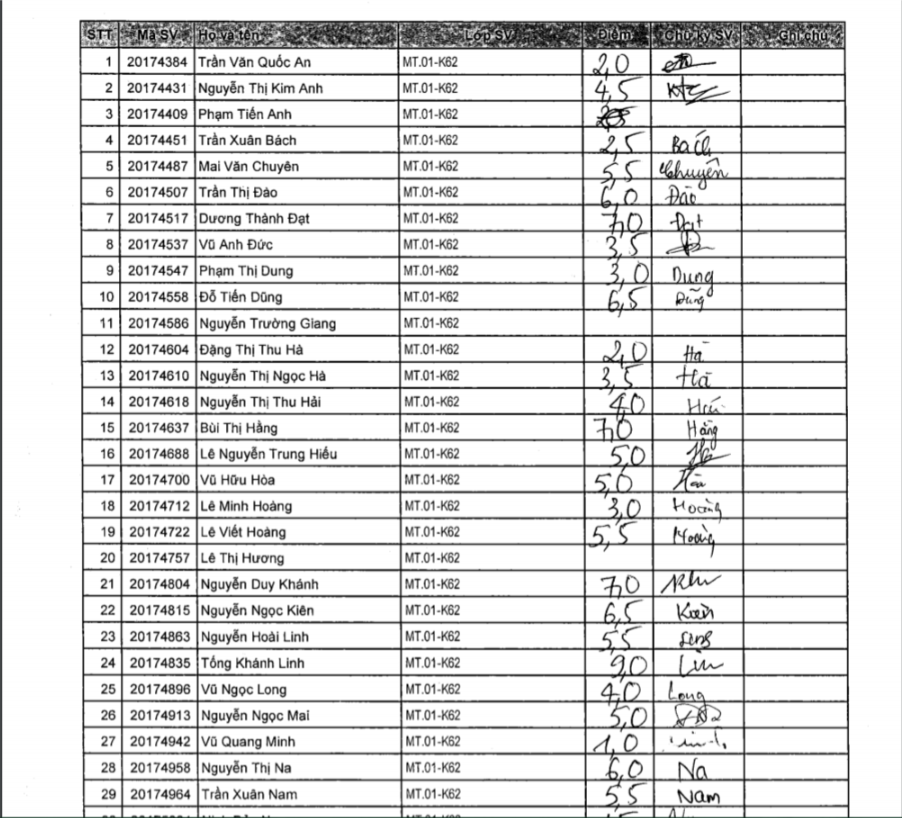 STT Mã SV Họ và tên Lớp SV Điểm Chữ ký SV Ghi chú
1 20174384 Trần Văn Quốc An MT.01-K62 2,0
2 20174431 Nguyễn Thị Kim Anh MT.01-K62 4,5
3 20174409 Phạm Tiến Anh MT.01-K62
4 20174451 Trần Xuân Bách MT.01-K62 2,5 Bách
5 20174487 Mai Văn Chuyên MT.01-K62 5,5 Chuyên
6 20174507 Trần Thị Đào MT.01-K62 6,0 Đào
7 20174517 Dương Thành Đạt MT.01-K62 7,0 Đạt
8 20174537 Vũ Anh Đức MT.01-K62 3,5
9 20174547 Phạm Thị Dung MT.01-K62 3,0 Dung
10 20174558 Đỗ Tiến Dũng MT.01-K62 6,5 Dũng
11 20174586 Nguyễn Trường Giang MT.01-K62
12 20174604 Đặng Thị Thu Hà MT.01-K62 2,0 Hà
13 20174610 Nguyễn Thị Ngọc Hà MT.01-K62 3,5 Hà
14 20174618 Nguyễn Thị Thu Hải MT.01-K62 4,0
15 20174637 Bùi Thị Hằng MT.01-K62 7,0 Hằng
16 20174688 Lê Nguyễn Trung Hiếu MT.01-K62 5,0
17 20174700 Vũ Hữu Hòa MT.01-K62 5,0
18 20174712 Lê Minh Hoàng MT.01-K62 3,0 Hoàng
19 20174722 Lê Viết Hoàng MT.01-K62 5,5 Hoàng
20 20174757 Lê Thị Hương MT.01-K62
21 20174804 Nguyễn Duy Khánh MT.01-K62 7,0
22 20174815 Nguyễn Ngọc Kiên MT.01-K62 6,5 Kiên
23 20174863 Nguyễn Hoài Linh MT.01-K62 5,5
24 20174835 Tống Khánh Linh MT.01-K62 9,0
25 20174896 Vũ Ngọc Long MT.01-K62 4,0 Long
26 20174913 Nguyễn Ngọc Mai MT.01-K62 5,0
27 20174942 Vũ Quang Minh MT.01-K62 1,0
28 20174958 Nguyễn Thị Na MT.01-K62 6,0 Na
29 20174964 Trần Xuân Nam MT.01-K62 5,5 Nam